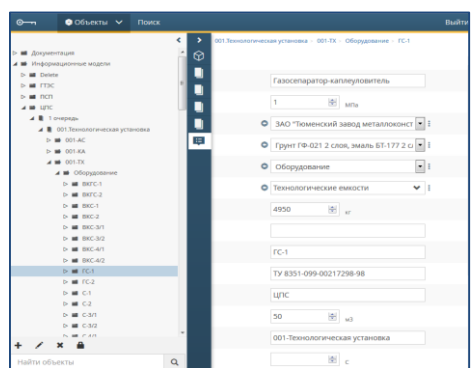 Объекты
Поиск
Выйти
001.Технологическая установка 001-ТХ Оборудование ГС-1
Документация
Информационные модели
Delete
ГТЭС
ПСП
ЦПС
1 очередь
001.Технологическая установка
001-АС
001-КА
001-ТХ
Оборудование
ВКГС-1
ВКС-1
ВКС-2
ВКС-3/1
ВКС-3/2
ВКС-4/1
ВКС-4/2
ГС-1
ГС-2
С-1
С-2
С-3/1
С-3/2
С-4/1
Найти объекты
Газосепаратор-каплеуловитель
1 МПа
ЗАО "Тюменский завод металлоконст
Грунт ГФ-021 2 слоя, эмаль БТ-177 2 с
Оборудование
Технологические емкости
4950 кг
ГС-1
ТУ 8351-099-00217298-98
ЦПС
50 м3
001-Технологическая установка
С